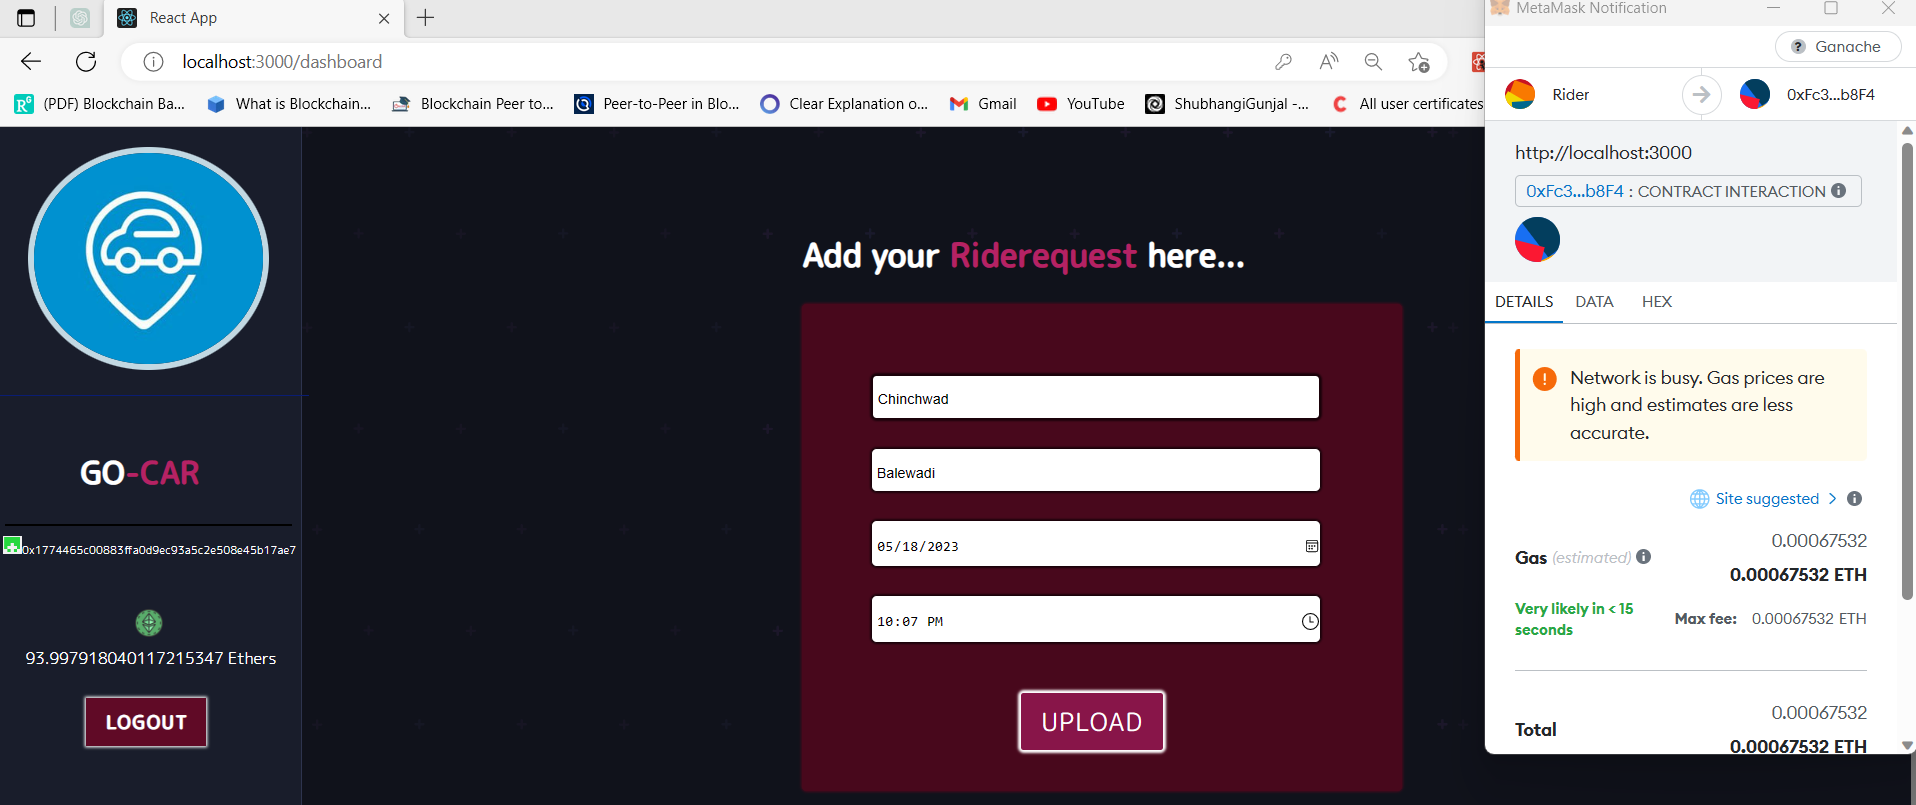 React App
localhost:3000/dashboard
(PDF) Blockchain Ba...
What is Blockchain...
Blockchain Peer to...
Peer-to-Peer in Blo...
Clear Explanation o...
Gmail
YouTube
ShubhangiGunjal -...
All user certificates
GO-CAR
0x1774465c00883ffa0d9ec93a5c2e508e45b17ae7
93.997918040117215347 Ethers
LOGOUT
Add your Riderequest here...
Chinchwad
Balewadi
05/18/2023
10:07 PM
UPLOAD
MetaMask Notification
? Ganache
Rider
0xFc3...b8F4
http://localhost:3000
0xFc3...b8F4 : CONTRACT INTERACTION
DETAILS DATA HEX
Network is busy. Gas prices are
high and estimates are less
accurate.
Site suggested >
0.00067532
Gas (estimated)
0.00067532 ETH
Very likely in < 15
seconds
Max fee: 0.00067532 ETH
0.00067532
Total
0.00067532 ETH